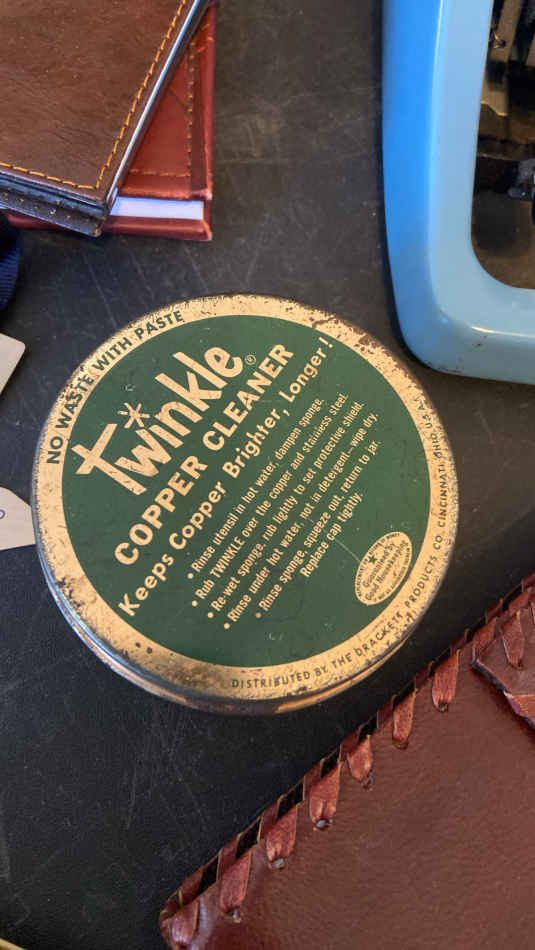 NO WASTE WITH PASTE
Twinkle®
COPPER CLEANER
Keeps Copper Brighter, Longer!
• Rinse utensil in hot water, dampen sponge.
• Rub TWINKLE over the copper and stainless steel.
• Re-wet sponge, rub lightly to set protective shield.
• Rinse under hot water, not in detergent—wipe dry.
• Rinse sponge, squeeze out, return to jar.
Replace cap tightly.
Guaranteed by
Good Housekeeping
DISTRIBUTED BY THE DRACKETT PRODUCTS CO. CINCINNATI, OHIO, U.S.A.